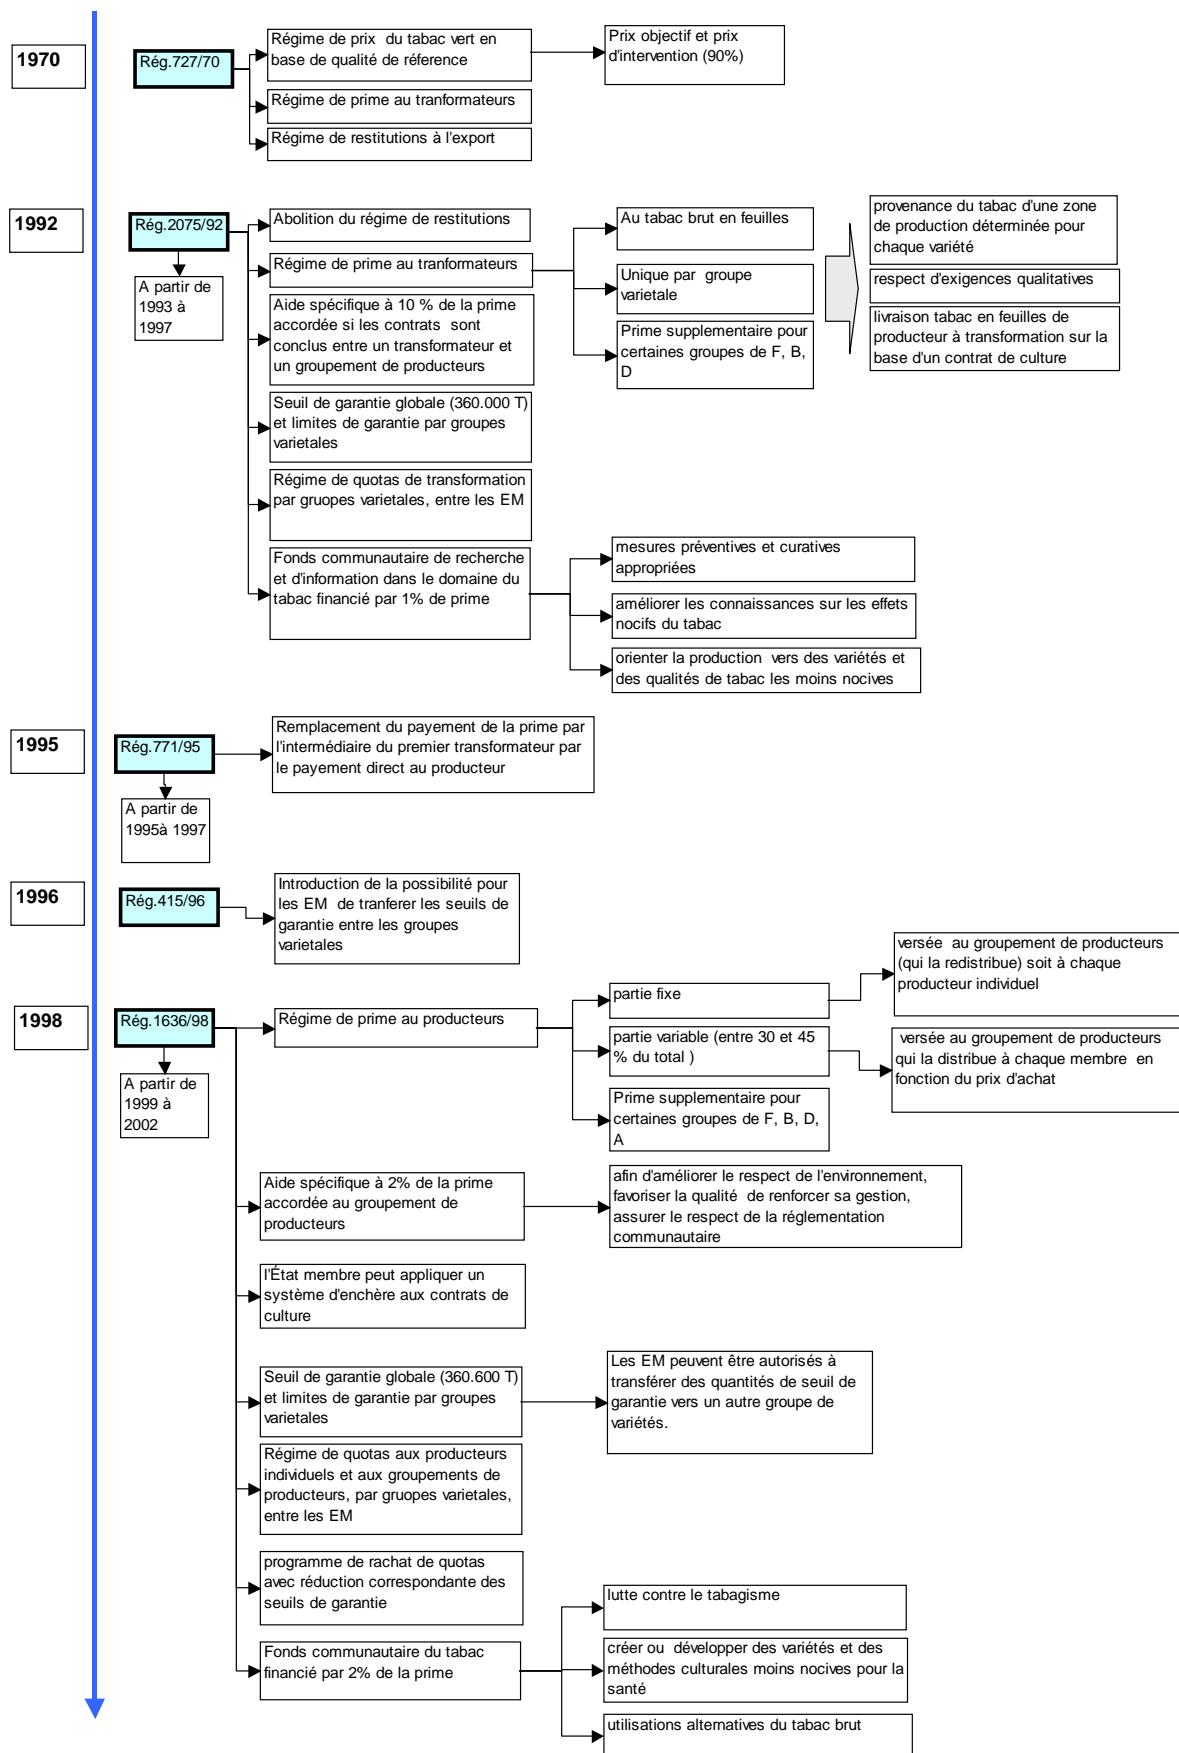 1970
Rég.727/70
Régime de prix  du tabac vert en
base de qualité de réference
Prix objectif et prix
d'intervention (90%)
Régime de prime au tranformateurs
Régime de restitutions à l'export
1992
Rég.2075/92
A partir de
1993 à
1997
Abolition du régime de restitutions
Régime de prime au tranformateurs
Au tabac brut en feuilles
Unique par  groupe
varietale
Prime supplementaire pour
certaines groupes de F, B,
D
provenance du tabac d'une zone
de production déterminée pour
chaque variété
respect d'exigences qualitatives
livraison tabac en feuilles de
producteur à transformation sur la
base d'un contrat de culture
Aide spécifique à 10 % de la prime
accordée si les contrats  sont
conclus entre un transformateur et
un groupement de producteurs
Seuil de garantie globale (360.000 T)
et limites de garantie par groupes
varietales
Régime de quotas de transformation
par gruopes varietales, entre les EM
Fonds communautaire de recherche
et d'information dans le domaine du
tabac financié par 1% de prime
mesures préventives et curatives
appropriées
améliorer les connaissances sur les effets
nocifs du tabac
orienter la production  vers des variétés et
des qualités de tabac les moins nocives
1995
Rég.771/95
A partir de
1995à 1997
Remplacement du payement de la prime par
l'intermédiaire du premier transformateur par
le payement direct au producteur
1996
Rég.415/96
Introduction de la possibilité pour
les EM  de tranferer les seuils de
garantie entre les groupes
varietales
1998
Rég.1636/98
A partir de
1999 à
2002
Régime de prime au producteurs
partie fixe
versée  au groupement de producteurs
(qui la redistribue) soit à chaque
producteur individuel
partie variable (entre 30 et 45
% du total )
versée au groupement de producteurs
qui la distribue à chaque membre  en
fonction du prix d'achat
Prime supplementaire pour
certaines groupes de F, B, D,
A
Aide spécifique à 2% de la prime
accordée au groupement de
producteurs
afin d'améliorer le respect de l'environnement,
favoriser la qualité  de renforcer sa gestion,
assurer le respect de la réglementation
communautaire
l'État membre peut appliquer un
système d'enchère aux contrats de
culture
Seuil de garantie globale (360.600 T)
et limites de garantie par groupes
varietales
Les EM peuvent être autorisés à
transférer des quantités de seuil de
garantie vers un autre groupe de
variétés.
Régime de quotas aux producteurs
individuels et aux groupements de
producteurs, par gruopes varietales,
entre les EM
programme de rachat de quotas
avec réduction correspondante des
seuils de garantie
Fonds communautaire du tabac
financié par 2% de la prime
lutte contre le tabagisme
créer ou  développer des variétés et des
méthodes culturales moins nocives pour la
santé
utilisations alternatives du tabac brut